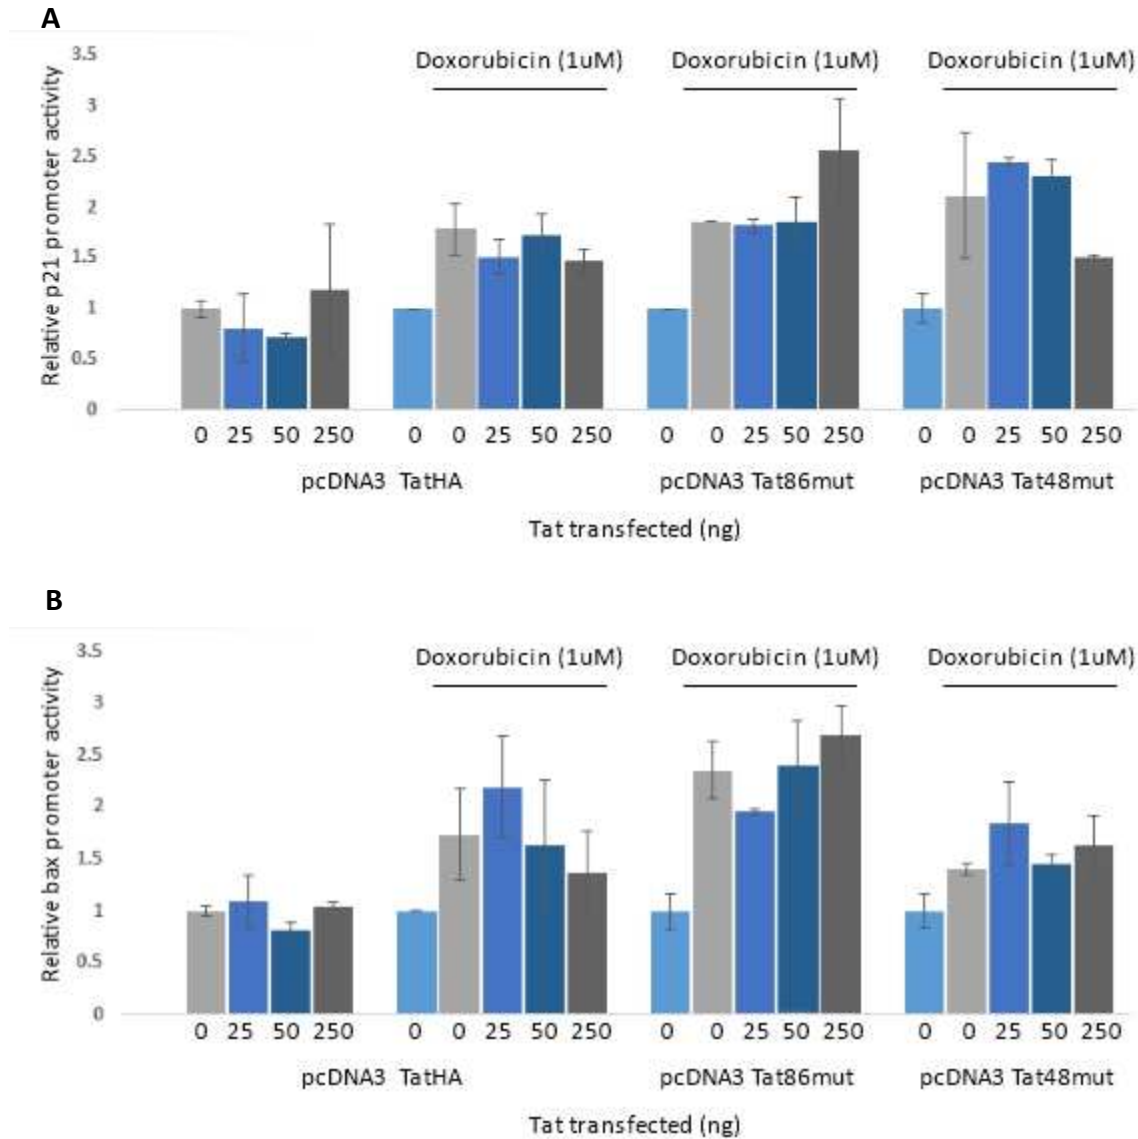 A
Relative p21 promoter activity
3.5
3
2.5
2
1.5
1
0.5
0
Doxorubicin (1uM) Doxorubicin (1uM) Doxorubicin (1uM)
0 25 50 250 0 0 25 50 250 0 0 25 50 250 0 0 25 50 250
pcDNA3 TatHA pcDNA3 Tat86mut pcDNA3 Tat48mut
Tat transfected (ng)
B
Relative bax promoter activity
3.5
3
2.5
2
1.5
1
0.5
0
Doxorubicin (1uM) Doxorubicin (1uM) Doxorubicin (1uM)
0 25 50 250 0 0 25 50 250 0 0 25 50 250 0 0 25 50 250
pcDNA3 TatHA pcDNA3 Tat86mut pcDNA3 Tat48mut
Tat transfected (ng)